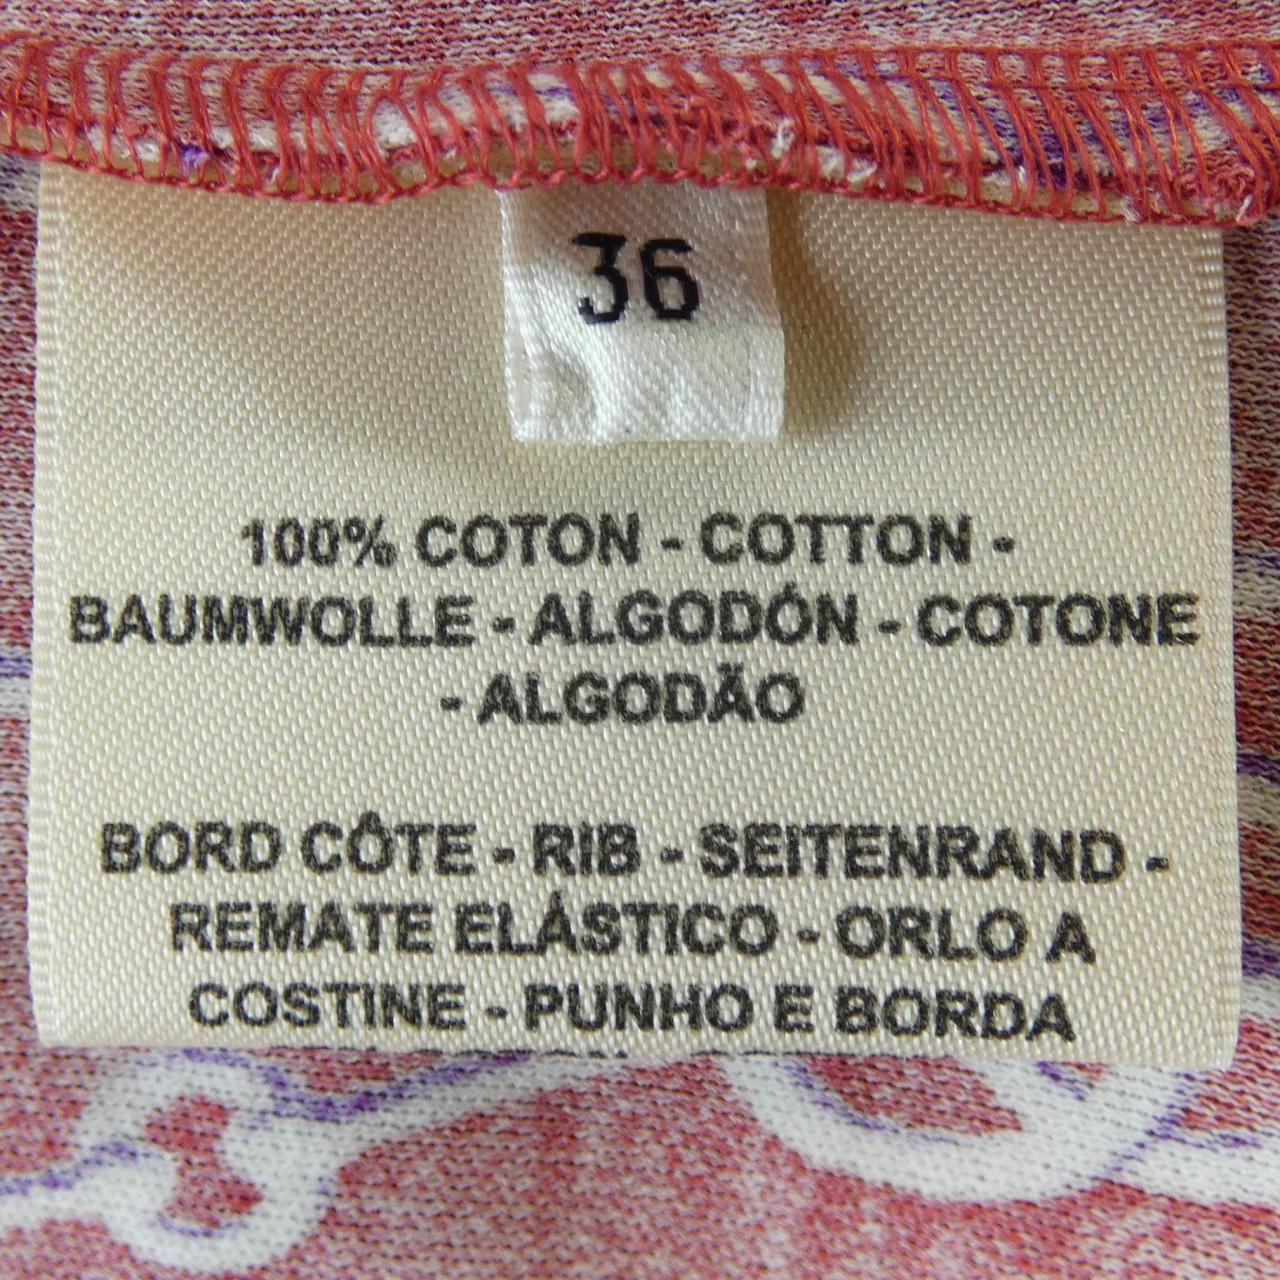 36
100% COTON - COTTON -
BAUMWOLLE - ALGODÓN - COTONE
- ALGODÃO
BORD CÔTE - RIB - SEITENRAND -
REMATE ELÁSTICO - ORLO A
COSTINE - PUNHO E BORDA